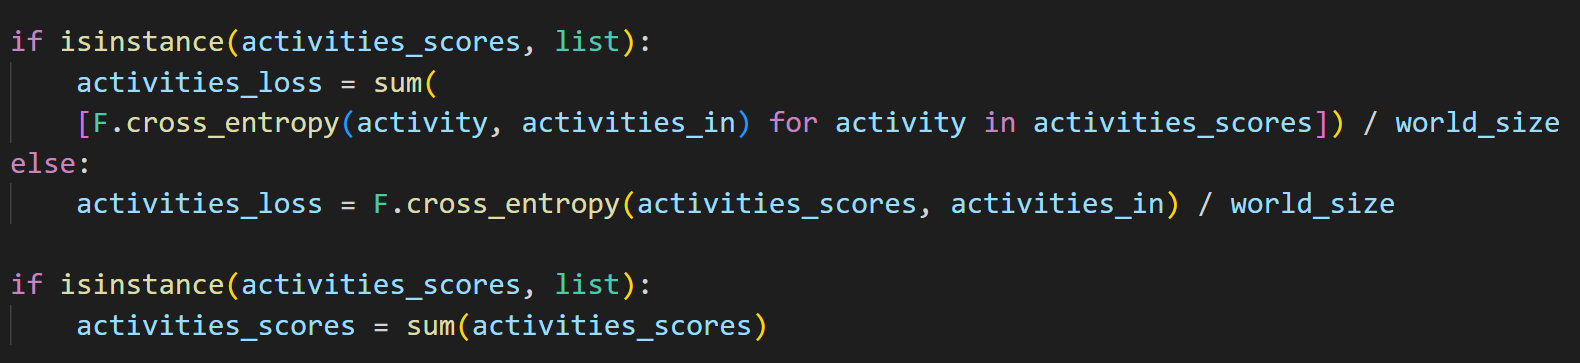 if isinstance(activities_scores, list):
    activities_loss = sum(
    [F.cross_entropy(activity, activities_in) for activity in activities_scores]) / world_size
else:
    activities_loss = F.cross_entropy(activities_scores, activities_in) / world_size

if isinstance(activities_scores, list):
    activities_scores = sum(activities_scores)